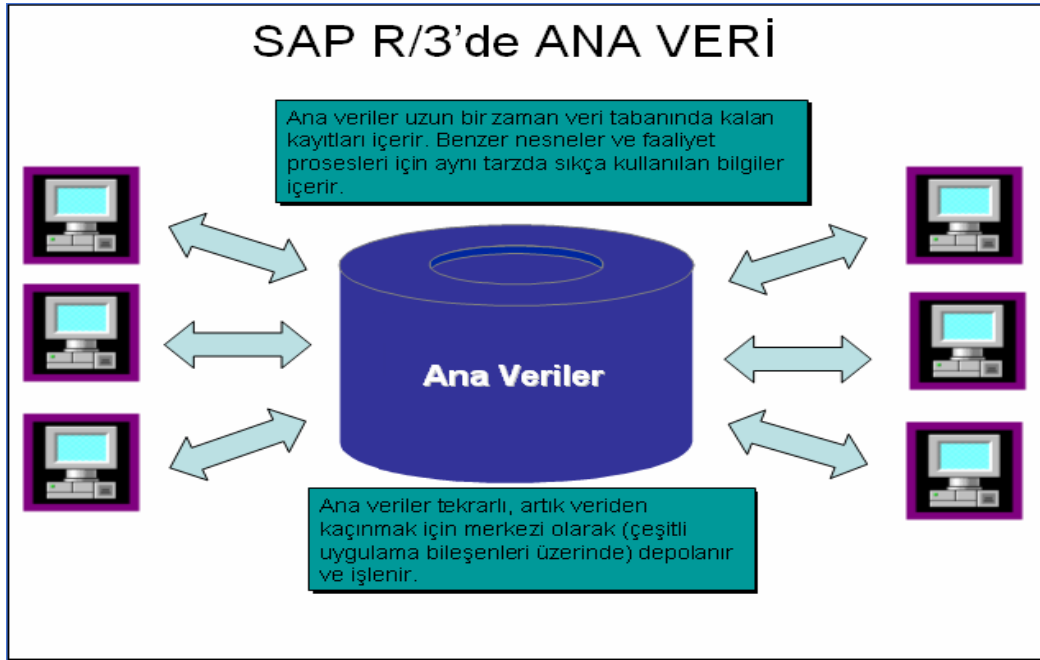 SAP R/3’de ANA VERİ
Ana veriler uzun bir zaman veri tabanında kalan
kayıtları içerir. Benzer nesneler ve faaliyet
prosesleri için aynı tarzda sıkça kullanılan bilgiler
içerir.
Ana Veriler
Ana veriler tekrarlı, artık veriden
kaçınmak için merkezi olarak (çeşitli
uygulama bileşenleri üzerinde) depolanır
ve işlenir.